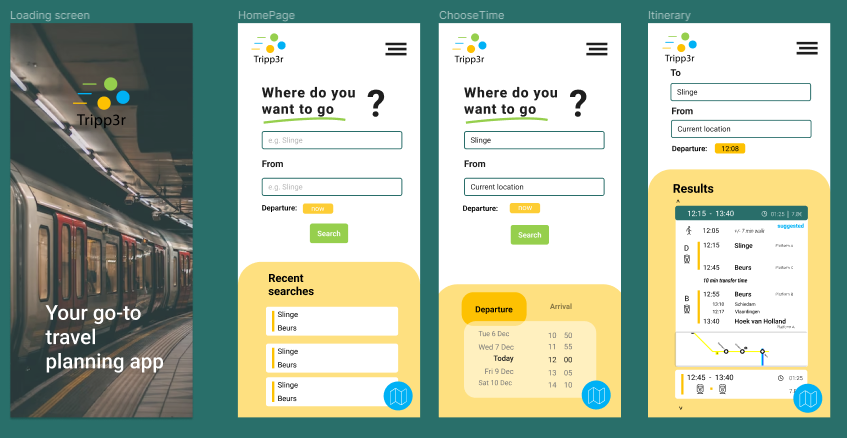 Loading screen
Tripp3r
Your go-to
travel
planning app
HomePage
Tripp3r
Where do you
want to go
?
e.g. Slinge
From
e.g. Slinge
Departure:
now
Search
Recent
searches
Slinge
Beurs
Slinge
Beurs
Slinge
Beurs
ChooseTime
Tripp3r
Where do you
want to go
?
Slinge
From
Current location
Departure:
now
Search
Departure
Arrival
Tue 6 Dec 10 50
Wed 7 Dec 11 55
Today 12 00
Fri 9 Dec 13 05
Sat 10 Dec 14 10
Itinerary
Tripp3r
To
Slinge
From
Current location
Departure:
12:08
Results
12:15 - 13:40 01:25
suggested
12:05 +/- 7 min walk
D 12:15 Slinge Platform A
12:45 Beurs Platform C
10 min transfer time
B 12:55 Beurs Platform B
13:10 Schiedam
12:17 Vlaardingen
13:40 Hoek van Holland
Platform A
12:45 - 13:40 01:25